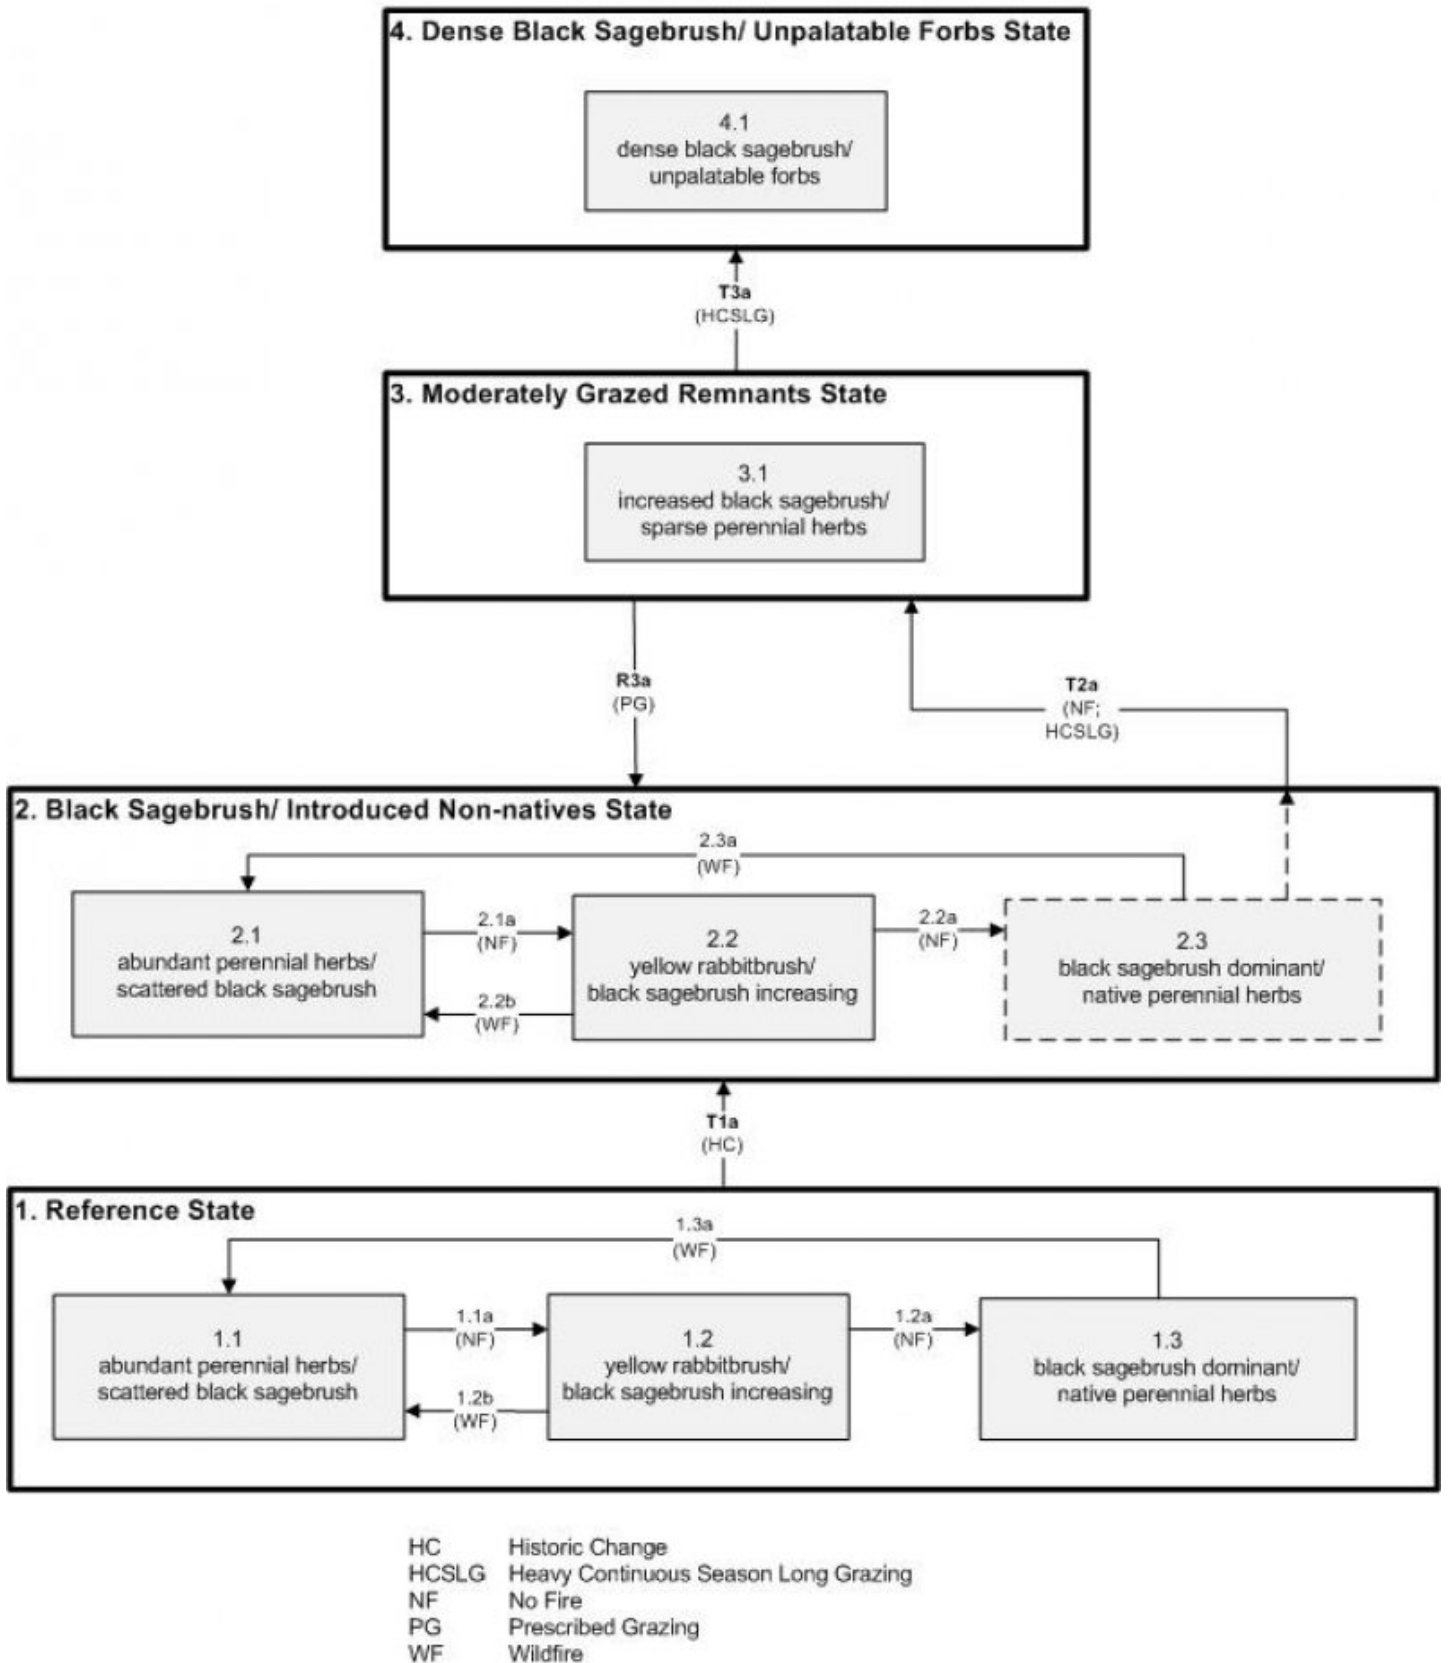 4. Dense Black Sagebrush/ Unpalatable Forbs State
4.1
dense black sagebrush/
unpalatable forbs
T3a
(HCSLG)
3. Moderately Grazed Remnants State
3.1
increased black sagebrush/
sparse perennial herbs
R3a
(PG)
T2a
(NF;
HCSLG)
2. Black Sagebrush/ Introduced Non-natives State
2.3a
(WF)
2.1
abundant perennial herbs/
scattered black sagebrush
2.1a
(NF)
2.2b
(WF)
2.2
yellow rabbitbrush/
black sagebrush increasing
2.2a
(NF)
2.3
black sagebrush dominant/
native perennial herbs
T1a
(HC)
1. Reference State
1.3a
(WF)
1.1
abundant perennial herbs/
scattered black sagebrush
1.1a
(NF)
1.2b
(WF)
1.2
yellow rabbitbrush/
black sagebrush increasing
1.2a
(NF)
1.3
black sagebrush dominant/
native perennial herbs
HC Historic Change
HCSLG Heavy Continuous Season Long Grazing
NF No Fire
PG Prescribed Grazing
WF Wildfire